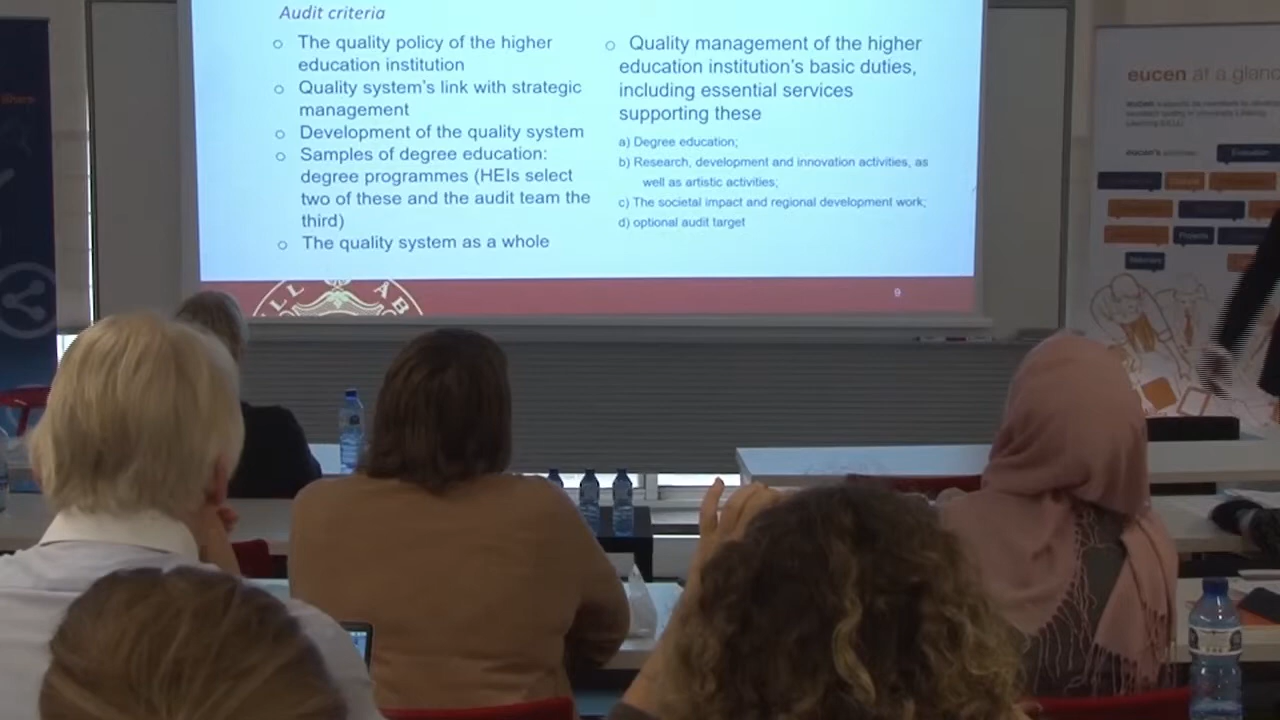 Audit criteria
o The quality policy of the higher
education institution
o Quality system's link with strategic
management
o Development of the quality system
o Samples of degree education:
degree programmes (HEIs select
two of these and the audit team the
third)
o The quality system as a whole
o Quality management of the higher
education institution's basic duties,
including essential services
supporting these
a) Degree education;
b) Research, development and innovation activities, as
well as artistic activities;
c) The societal impact and regional development work;
d) optional audit target
9
eucen at a glanc
Projects